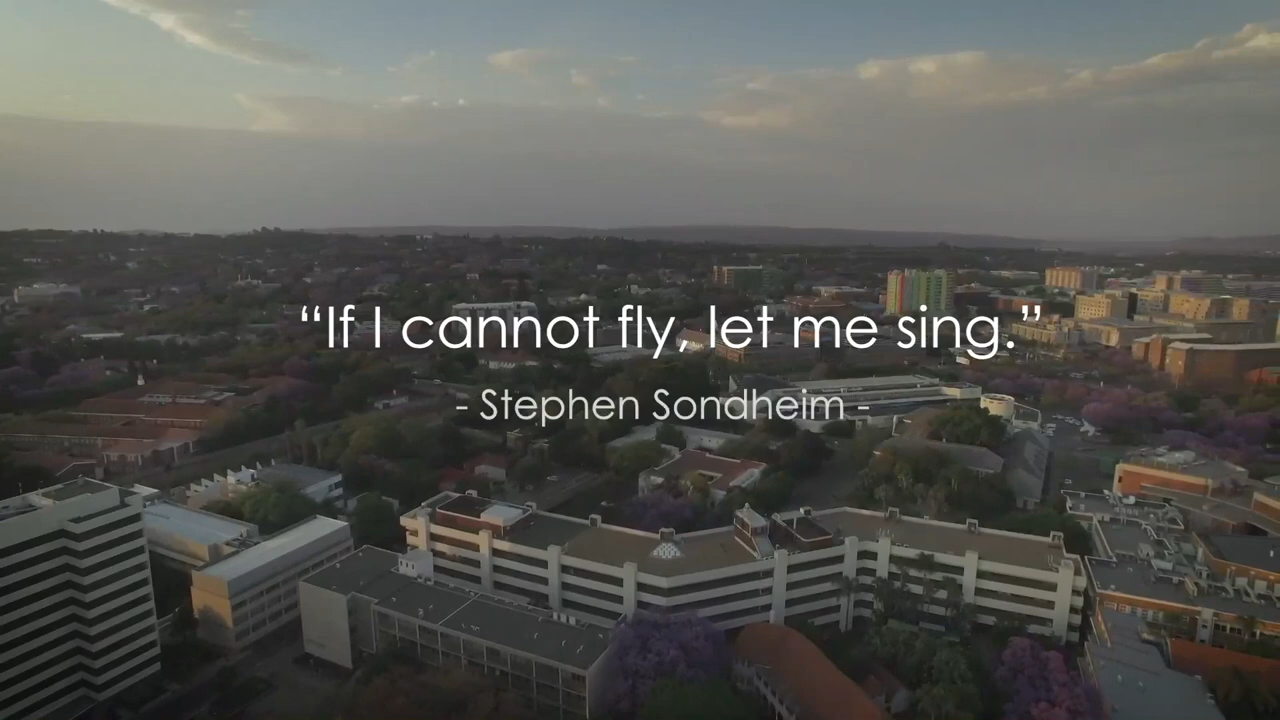 “If I cannot fly, let me sing.”
- Stephen Sondheim -